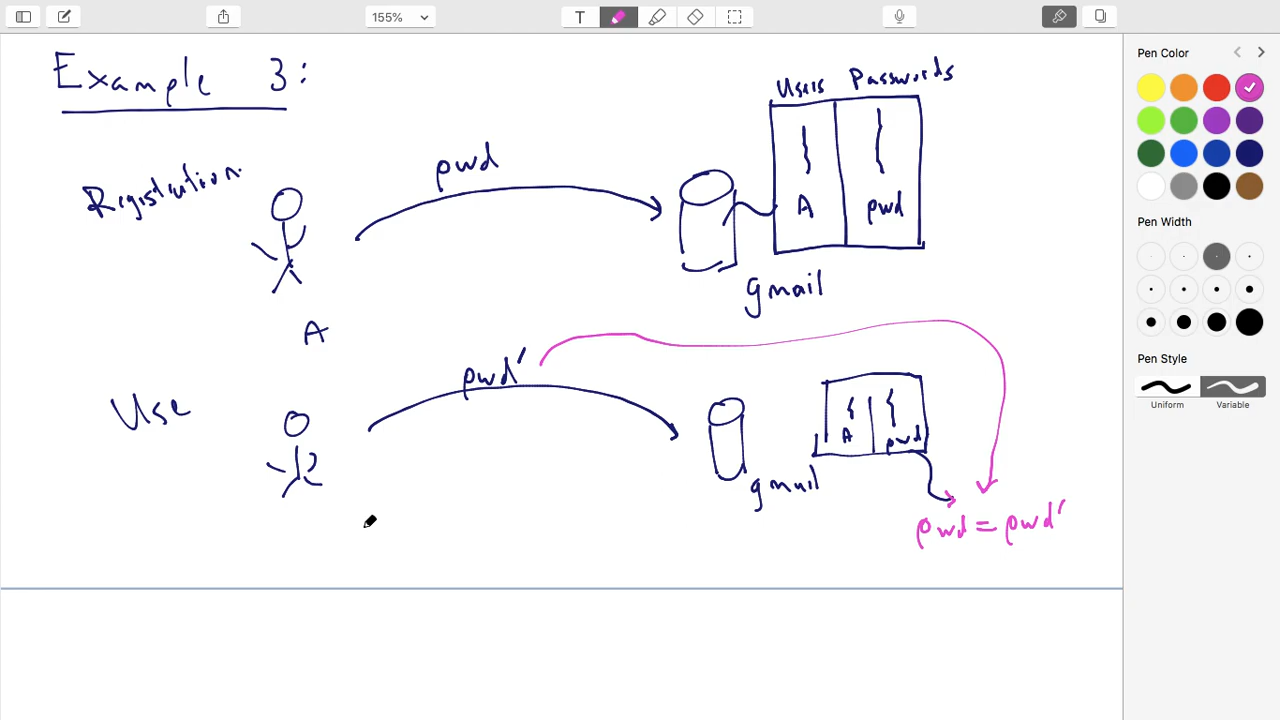 155%
T
Example 3:
Users Passwords
Registration
pwd
A pwd
gmail
A
pwd'
Use
A pwd
gmail
pwd = pwd'
Pen Color
Pen Width
Pen Style
Uniform Variable